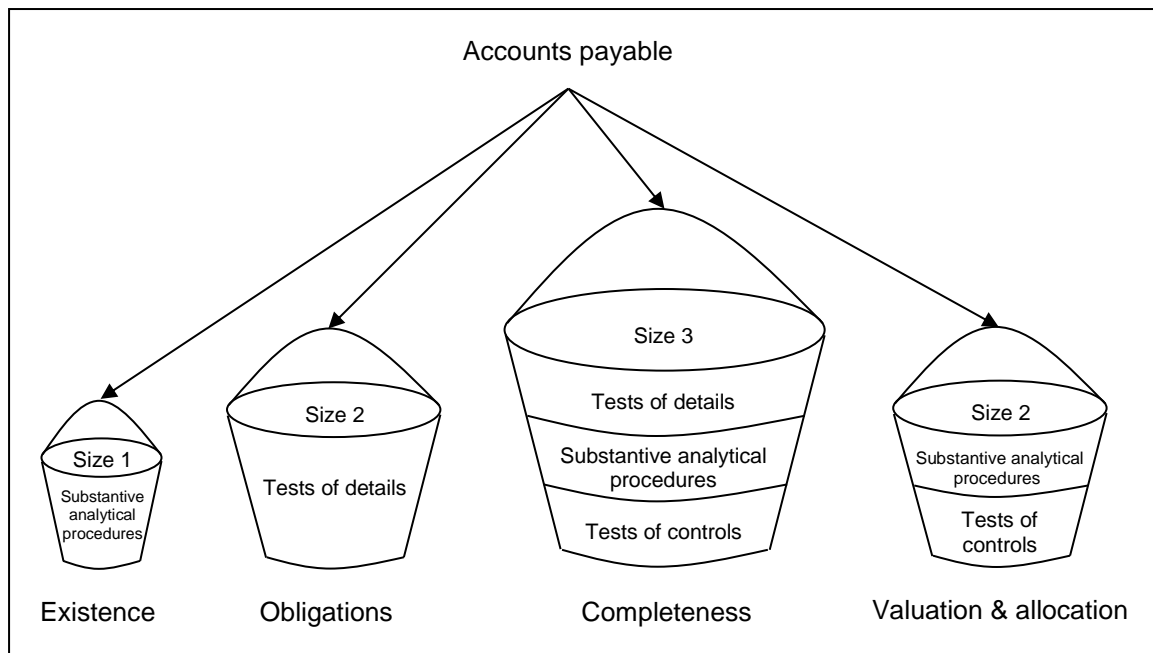 Accounts payable
Size 1
Substantive
analytical
procedures
Existence
Size 2
Tests of details
Obligations
Size 3
Tests of details
Substantive analytical
procedures
Tests of controls
Completeness
Size 2
Substantive analytical
procedures
Tests of
controls
Valuation & allocation